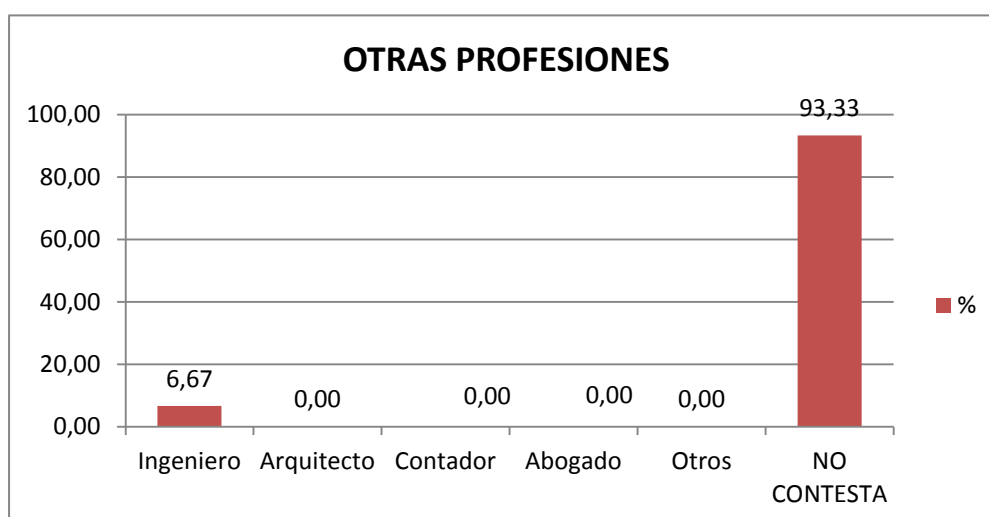 OTRAS PROFESIONES
100,00
80,00
60,00
40,00
20,00
0,00
6,67
0,00
0,00
0,00
0,00
93,33
Ingeniero
Arquitecto
Contador
Abogado
Otros
NO
CONTESTA
%